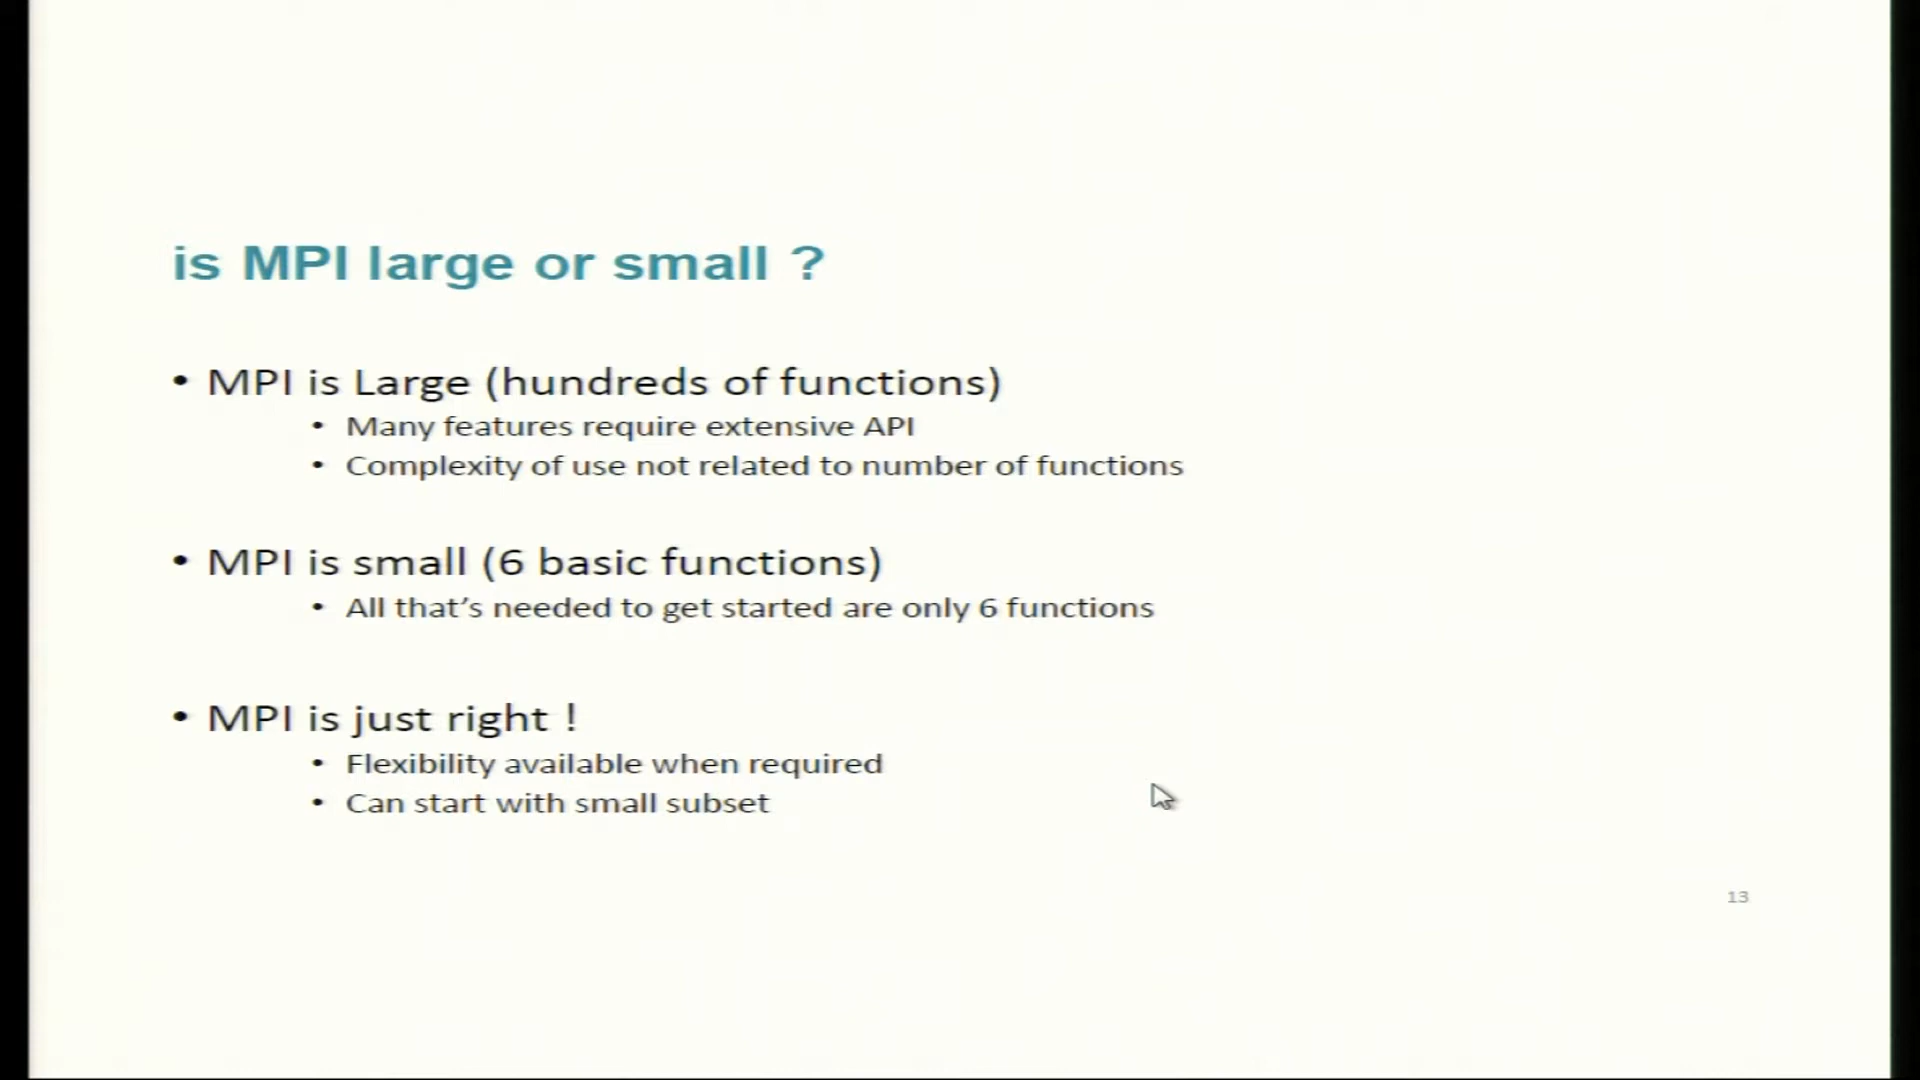 is MPI large or small ?
• MPI is Large (hundreds of functions)
• Many features require extensive API
• Complexity of use not related to number of functions
• MPI is small (6 basic functions)
• All that’s needed to get started are only 6 functions
• MPI is just right !
• Flexibility available when required
• Can start with small subset
13